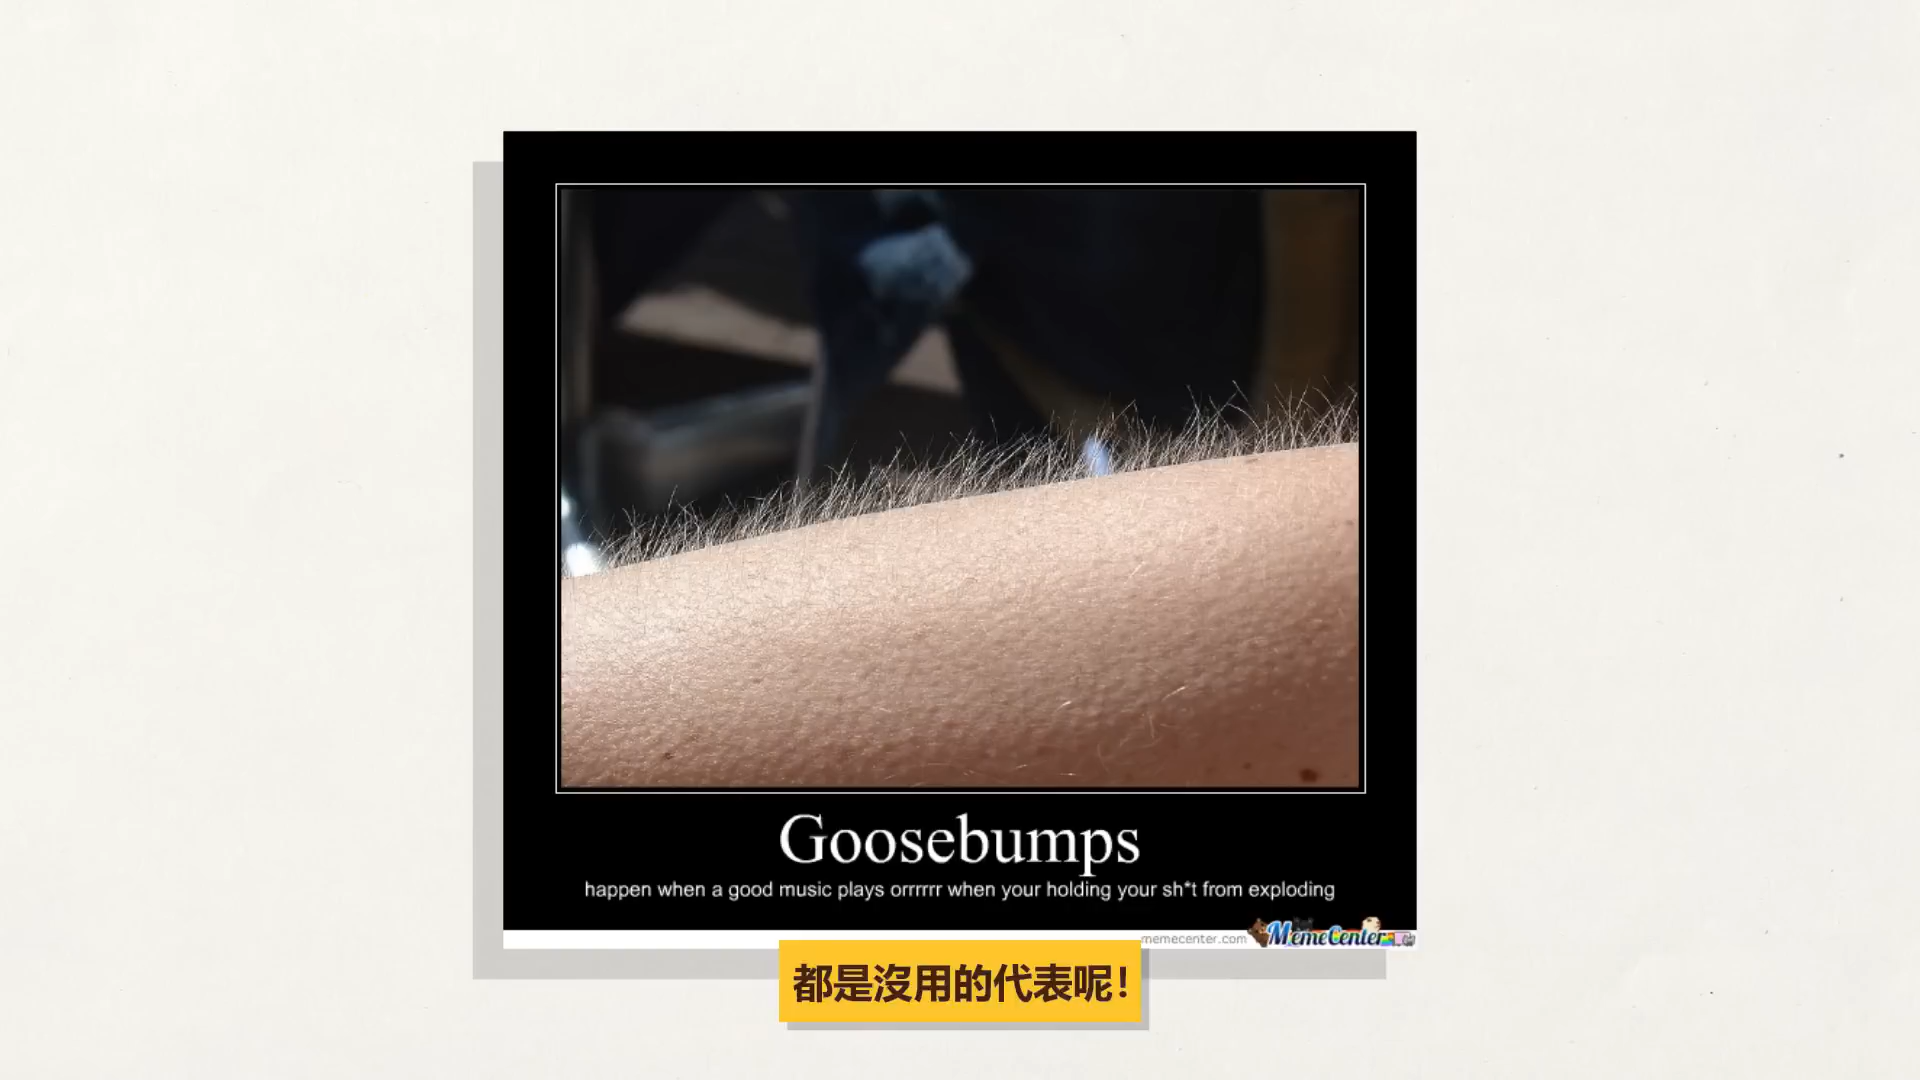 Goosebumps
happen when a good music plays orrrrrr when your holding your sh*t from exploding
memecenter.com MemeCenter
都是沒用的代表呢!